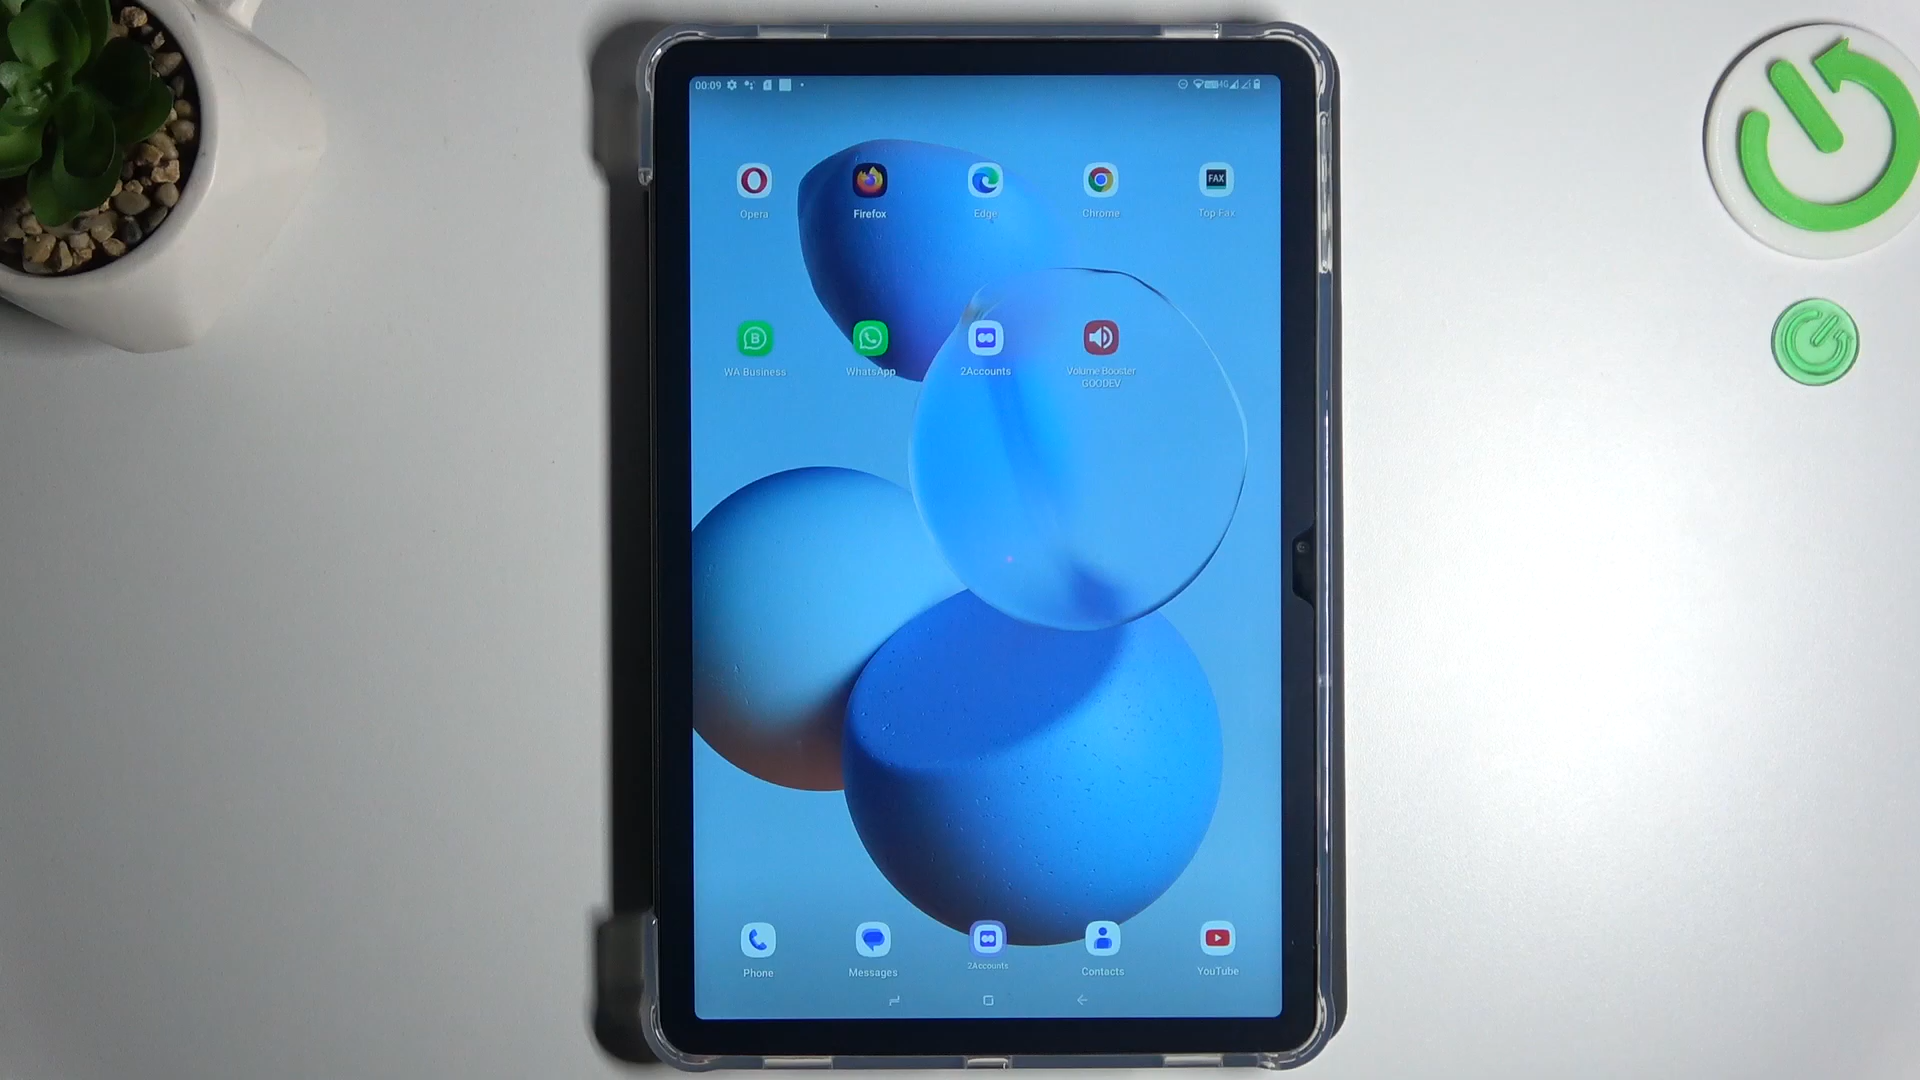 00:09
4G
Opera
Firefox
Edge
Chrome
FAX
Top Fax
B
WA Business
WhatsApp
2Accounts
Volume Booster
GOODEV
Phone
Messages
2Accounts
Contacts
YouTube